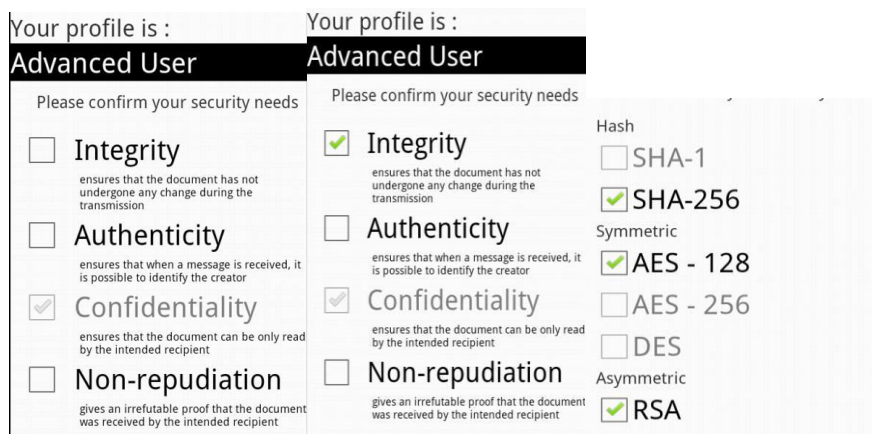 Your profile is :
Advanced User
Please confirm your security needs
Integrity
ensures that the document has not
undergone any change during the
transmission
Authenticity
ensures that when a message is received, it
is possible to identify the creator
Confidentiality
ensures that the document can be only read
by the intended recipient
Non-repudiation
gives an irrefutable proof that the document
was received by the intended recipient
Your profile is :
Advanced User
Please confirm your security needs
Integrity
ensures that the document has not
undergone any change during the
transmission
Authenticity
ensures that when a message is received, it
is possible to identify the creator
Confidentiality
ensures that the document can be only read
by the intended recipient
Non-repudiation
gives an irrefutable proof that the document
was received by the intended recipient
Hash
SHA-1
SHA-256
Symmetric
AES - 128
AES - 256
DES
Asymmetric
RSA